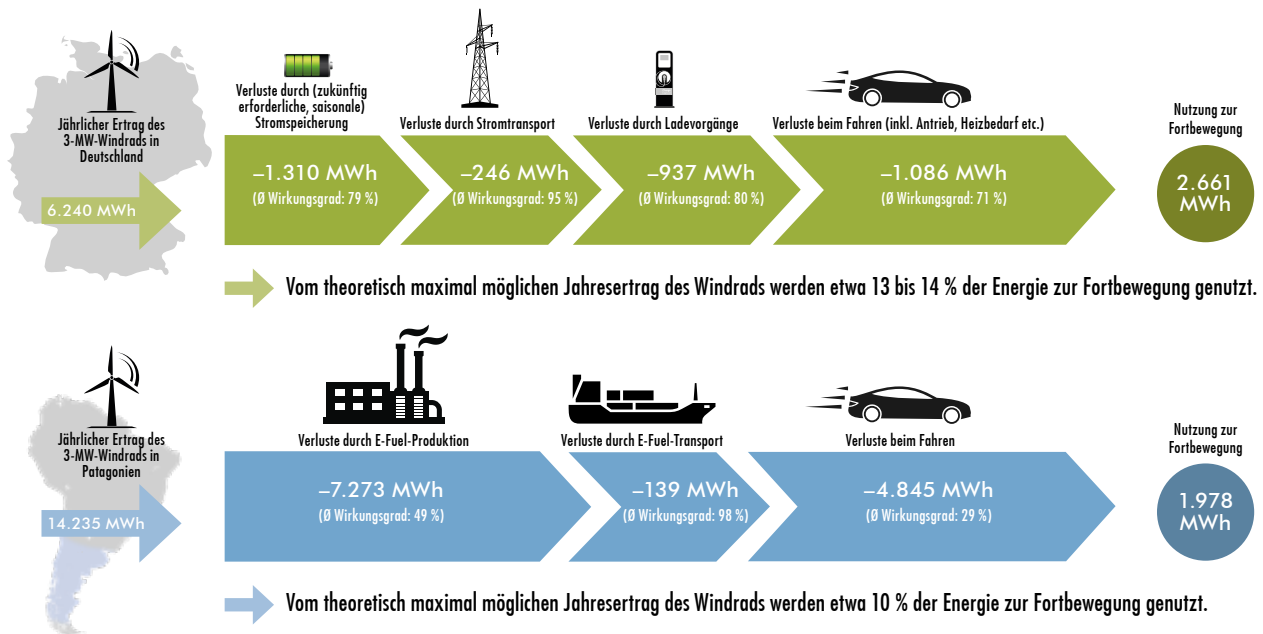 Jährlicher Ertrag des
3-MW-Windrads in
Deutschland
6.240 MWh
Verluste durch (zukünftig
erforderliche, saisonale)
Stromspeicherung
–1.310 MWh
(Ø Wirkungsgrad: 79 %)
Verluste durch Stromtransport
–246 MWh
(Ø Wirkungsgrad: 95 %)
Verluste durch Ladevorgänge
–937 MWh
(Ø Wirkungsgrad: 80 %)
Verluste beim Fahren (inkl. Antrieb, Heizbedarf etc.)
–1.086 MWh
(Ø Wirkungsgrad: 71 %)
Nutzung zur
Fortbewegung
2.661
MWh
Vom theoretisch maximal möglichen Jahresertrag des Windrads werden etwa 13 bis 14 % der Energie zur Fortbewegung genutzt.
Jährlicher Ertrag des
3-MW-Windrads in
Patagonien
14.235 MWh
Verluste durch E-Fuel-Produktion
–7.273 MWh
(Ø Wirkungsgrad: 49 %)
Verluste durch E-Fuel-Transport
–139 MWh
(Ø Wirkungsgrad: 98 %)
Verluste beim Fahren
–4.845 MWh
(Ø Wirkungsgrad: 29 %)
Nutzung zur
Fortbewegung
1.978
MWh
Vom theoretisch maximal möglichen Jahresertrag des Windrads werden etwa 10 % der Energie zur Fortbewegung genutzt.